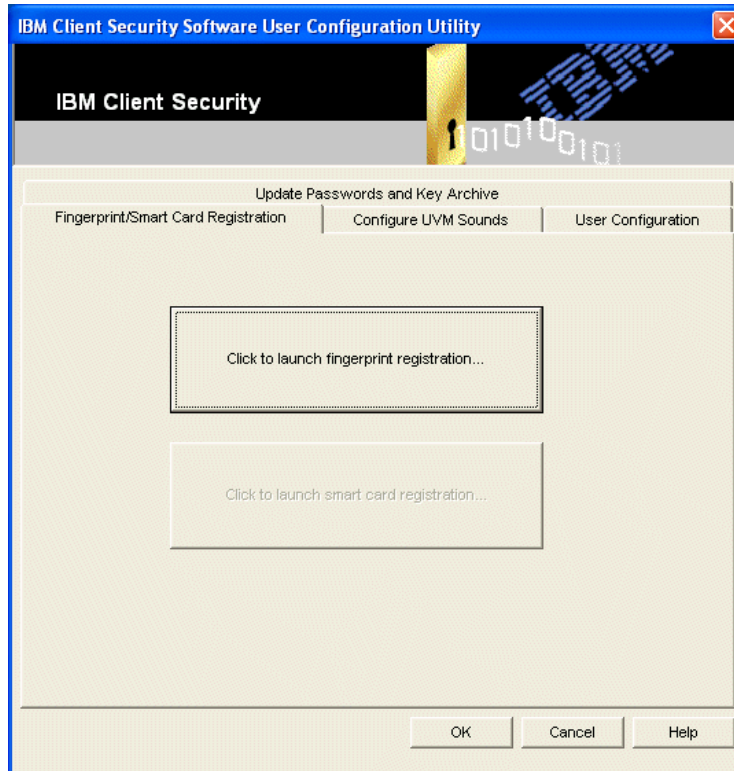 IBM Client Security Software User Configuration Utility
IBM Client Security
IBM
10101000101
Update Passwords and Key Archive
Fingerprint/Smart Card Registration
Configure UVM Sounds
User Configuration
Click to launch fingerprint registration...
Click to launch smart card registration...
OK
Cancel
Help